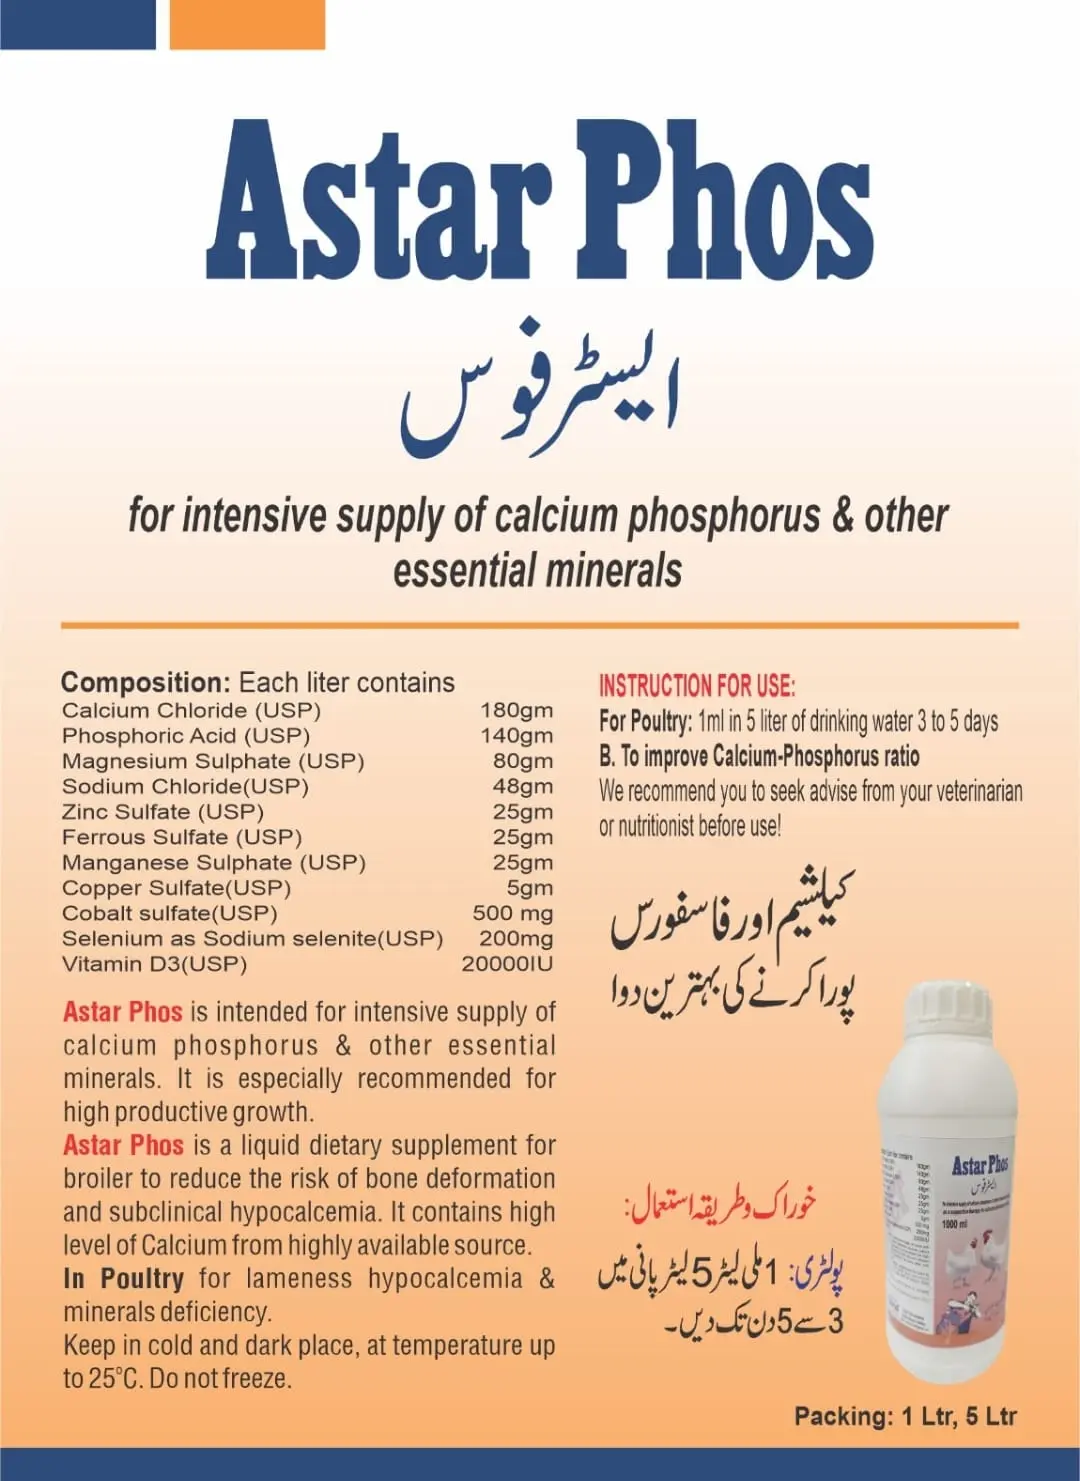 Astar Phos
ایسٹرفوس
for intensive supply of calcium phosphorus & other
essential minerals
Composition: Each liter contains
Calcium Chloride (USP) 180gm
Phosphoric Acid (USP) 140gm
Magnesium Sulphate (USP) 80gm
Sodium Chloride(USP) 48gm
Zinc Sulfate (USP) 25gm
Ferrous Sulfate (USP) 25gm
Manganese Sulphate (USP) 25gm
Copper Sulfate(USP) 5gm
Cobalt sulfate(USP) 500 mg
Selenium as Sodium selenite(USP) 200mg
Vitamin D3(USP) 20000IU
Astar Phos is intended for intensive supply of
calcium phosphorus & other essential
minerals. It is especially recommended for
high productive growth.
Astar Phos is a liquid dietary supplement for
broiler to reduce the risk of bone deformation
and subclinical hypocalcemia. It contains high
level of Calcium from highly available source.
In Poultry for lameness hypocalcemia &
minerals deficiency.
Keep in cold and dark place, at temperature up
to 25°C. Do not freeze.
INSTRUCTION FOR USE:
For Poultry: 1ml in 5 liter of drinking water 3 to 5 days
B. To improve Calcium-Phosphorus ratio
We recommend you to seek advise from your veterinarian
or nutritionist before use!
کیلشیم اور فاسفورس
پورا کرنے کی بہترین دوا
خوراک و طریقہ استعمال:
پولٹری: 1 ملی لیٹر 5 لیٹر پانی میں
3 سے 5 دن تک دیں۔
Astar Phos
ایسٹرفوس
1000 ml
Packing: 1 Ltr, 5 Ltr